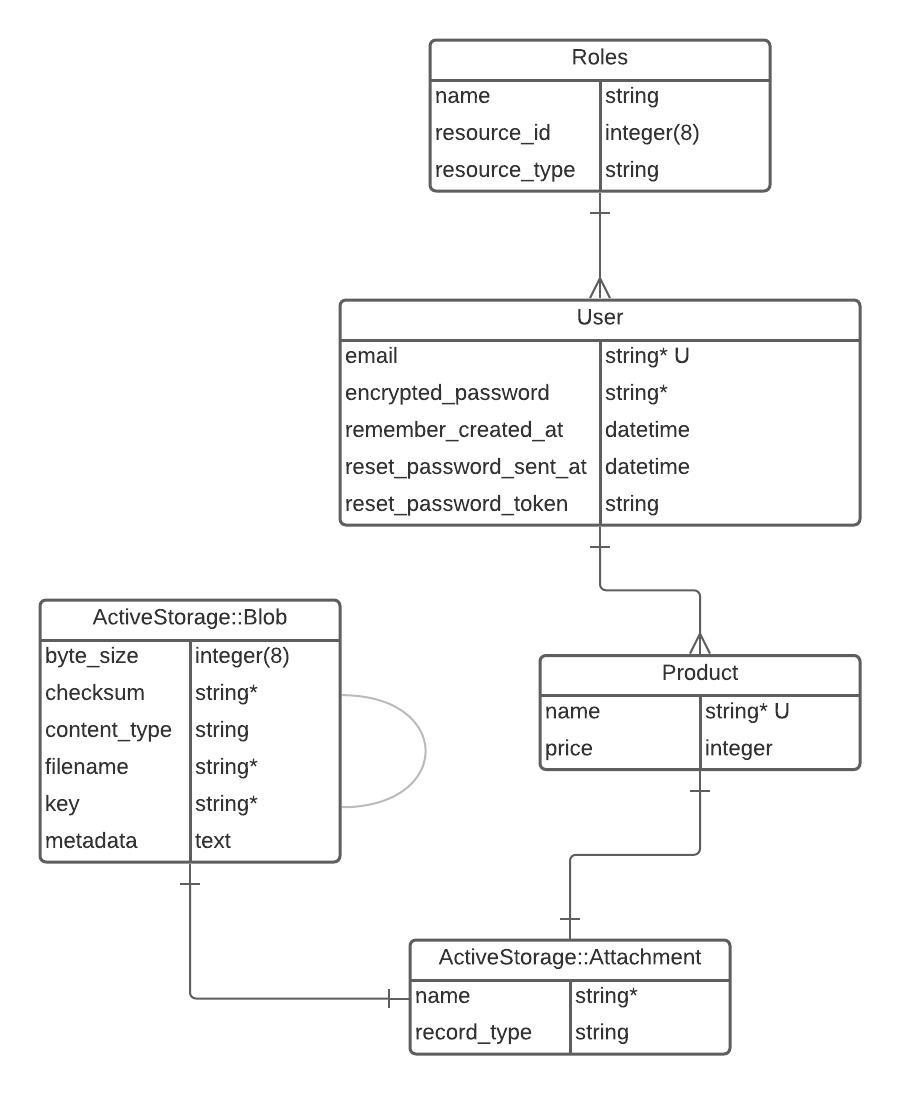 Roles
name string
resource_id integer(8)
resource_type string
User
email string* U
encrypted_password string*
remember_created_at datetime
reset_password_sent_at datetime
reset_password_token string
ActiveStorage::Blob
byte_size integer(8)
checksum string*
content_type string
filename string*
key string*
metadata text
Product
name string* U
price integer
ActiveStorage::Attachment
name string*
record_type string